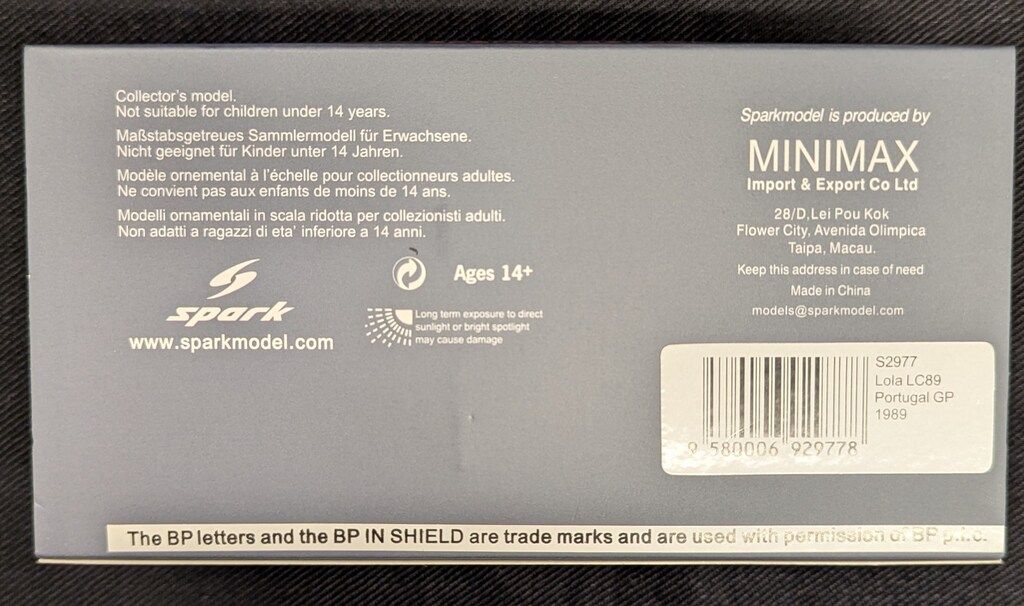 Collector's model.
Not suitable for children under 14 years.
Maßstabsgetreues Sammlermodell für Erwachsene.
Nicht geeignet für Kinder unter 14 Jahren.
Modèle ornemental à l'échelle pour collectionneurs adultes.
Ne convient pas aux enfants de moins de 14 ans.
Modelli ornamentali in scala ridotta per collezionisti adulti.
Non adatti a ragazzi di eta' inferiore a 14 anni.
spark
www.sparkmodel.com
Ages 14+
Long term exposure to direct
sunlight or bright spotlight
may cause damage
Sparkmodel is produced by
MINIMAX
Import & Export Co Ltd
28/D,Lei Pou Kok
Flower City, Avenida Olimpica
Taipa, Macau.
Keep this address in case of need
Made in China
models@sparkmodel.com
S2977
Lola LC89
Portugal GP
1989
9 580006 929778
The BP letters and the BP IN SHIELD are trade marks and are used with permission of BP p.l.c.